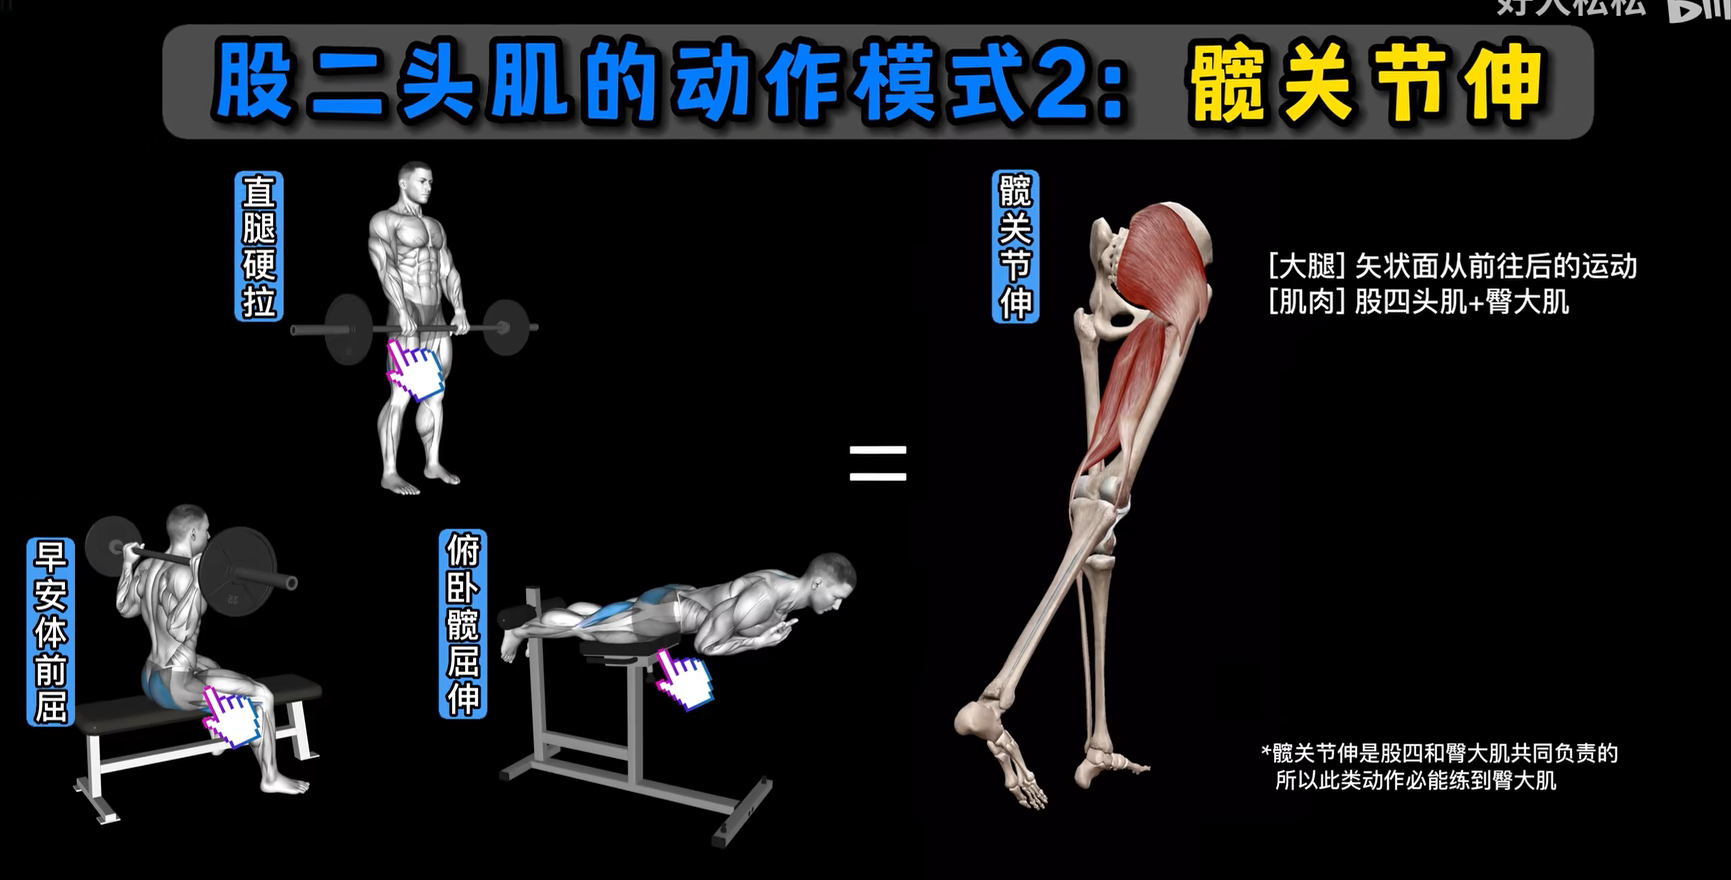 好人松松
股二头肌的动作模式2：髋关节伸
直腿硬拉
髋关节伸
[大腿] 矢状面从前往后的运动
[肌肉] 股四头肌+臀大肌
=
早安体前屈
俯卧髋屈伸
*髋关节伸是股四和臀大肌共同负责的
所以此类动作必能练到臀大肌